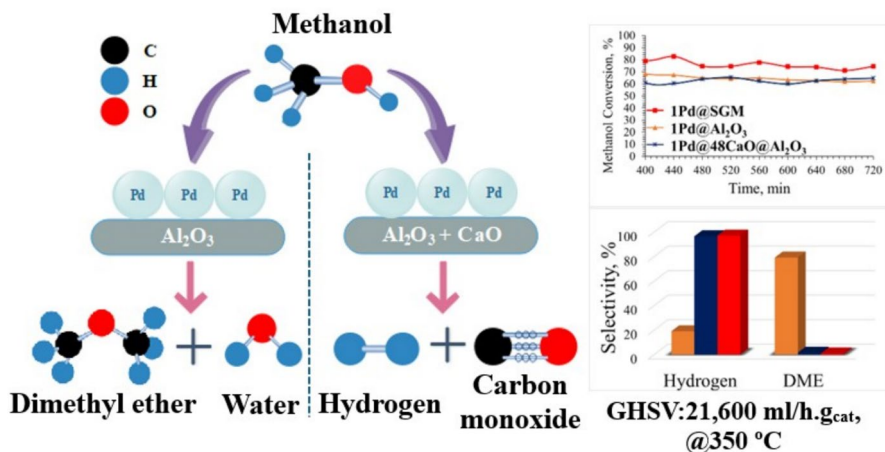 Methanol
C
H
O
Pd Pd Pd
Al₂O₃
Pd Pd Pd
Al₂O₃ + CaO
Dimethyl ether
+
Water
Hydrogen
+
Carbon
monoxide
Methanol Conversion, %
100
90
80
70
60
50
40
30
20
10
0
1Pd@SGM
1Pd@Al₂O₃
1Pd@48CaO@Al₂O₃
400 440 480 520 560 600 640 680 720
Time, min
Selectivity, %
100
80
60
40
20
0
Hydrogen DME
GHSV:21,600 ml/h.gcat,
@350 ºC